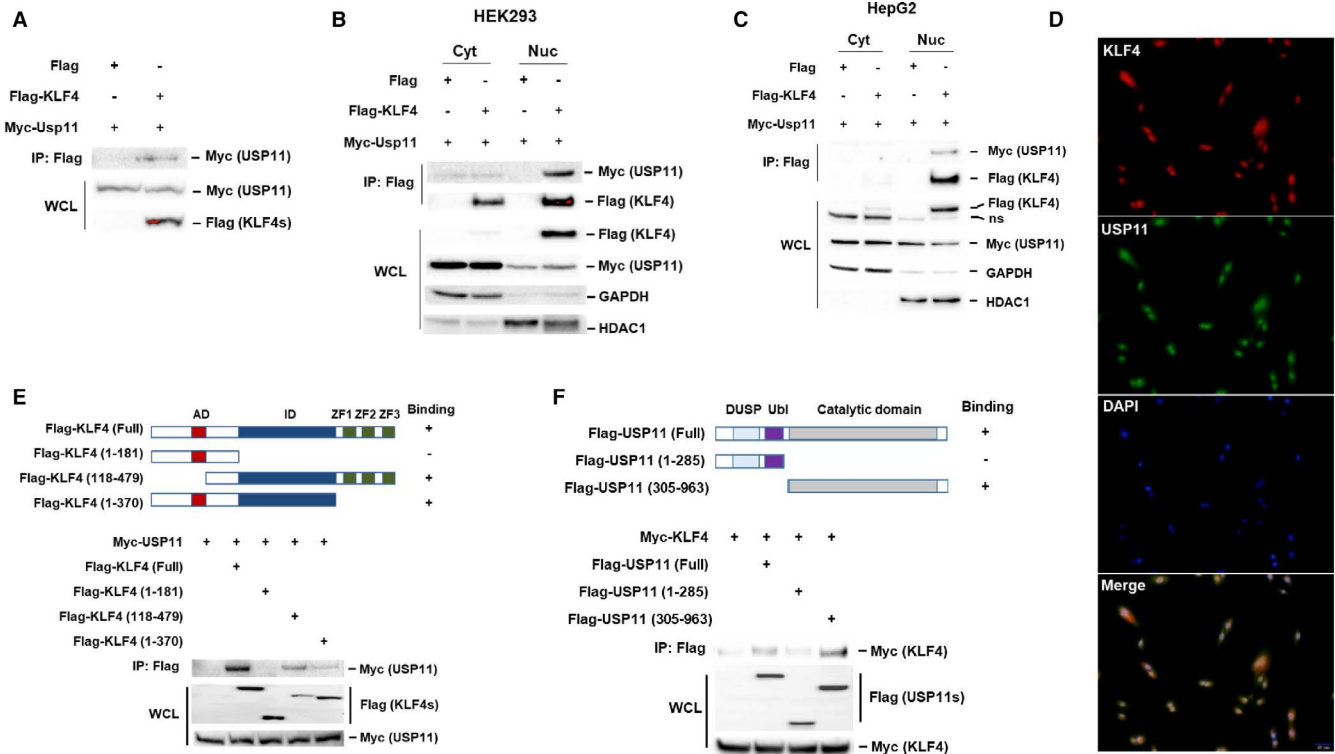 A
Flag + -
Flag-KLF4 - +
Myc-Usp11 + +
IP: Flag Myc (USP11)
WCL
Myc (USP11)
Flag (KLF4s)
B
HEK293
Cyt Nuc
Flag + - + -
Flag-KLF4 - + - +
Myc-Usp11 + + + +
IP: Flag
Myc (USP11)
Flag (KLF4)
WCL
Flag (KLF4)
Myc (USP11)
GAPDH
HDAC1
C
HepG2
Cyt Nuc
Flag + - + -
Flag-KLF4 - + - +
Myc-Usp11 + + + +
IP: Flag
Myc (USP11)
Flag (KLF4)
WCL
Flag (KLF4)
ns
Myc (USP11)
GAPDH
HDAC1
D
KLF4
USP11
DAPI
Merge
E
AD ID ZF1 ZF2 ZF3 Binding
Flag-KLF4 (Full) +
Flag-KLF4 (1-181) -
Flag-KLF4 (118-479) +
Flag-KLF4 (1-370) +
Myc-USP11 + + + + +
Flag-KLF4 (Full) +
Flag-KLF4 (1-181) +
Flag-KLF4 (118-479) +
Flag-KLF4 (1-370) +
IP: Flag Myc (USP11)
WCL
Flag (KLF4s)
Myc (USP11)
F
DUSP Ubl Catalytic domain Binding
Flag-USP11 (Full) +
Flag-USP11 (1-285) -
Flag-USP11 (305-963) +
Myc-KLF4 + + + +
Flag-USP11 (Full) +
Flag-USP11 (1-285) +
Flag-USP11 (305-963) +
IP: Flag Myc (KLF4)
WCL
Flag (USP11s)
Myc (KLF4)